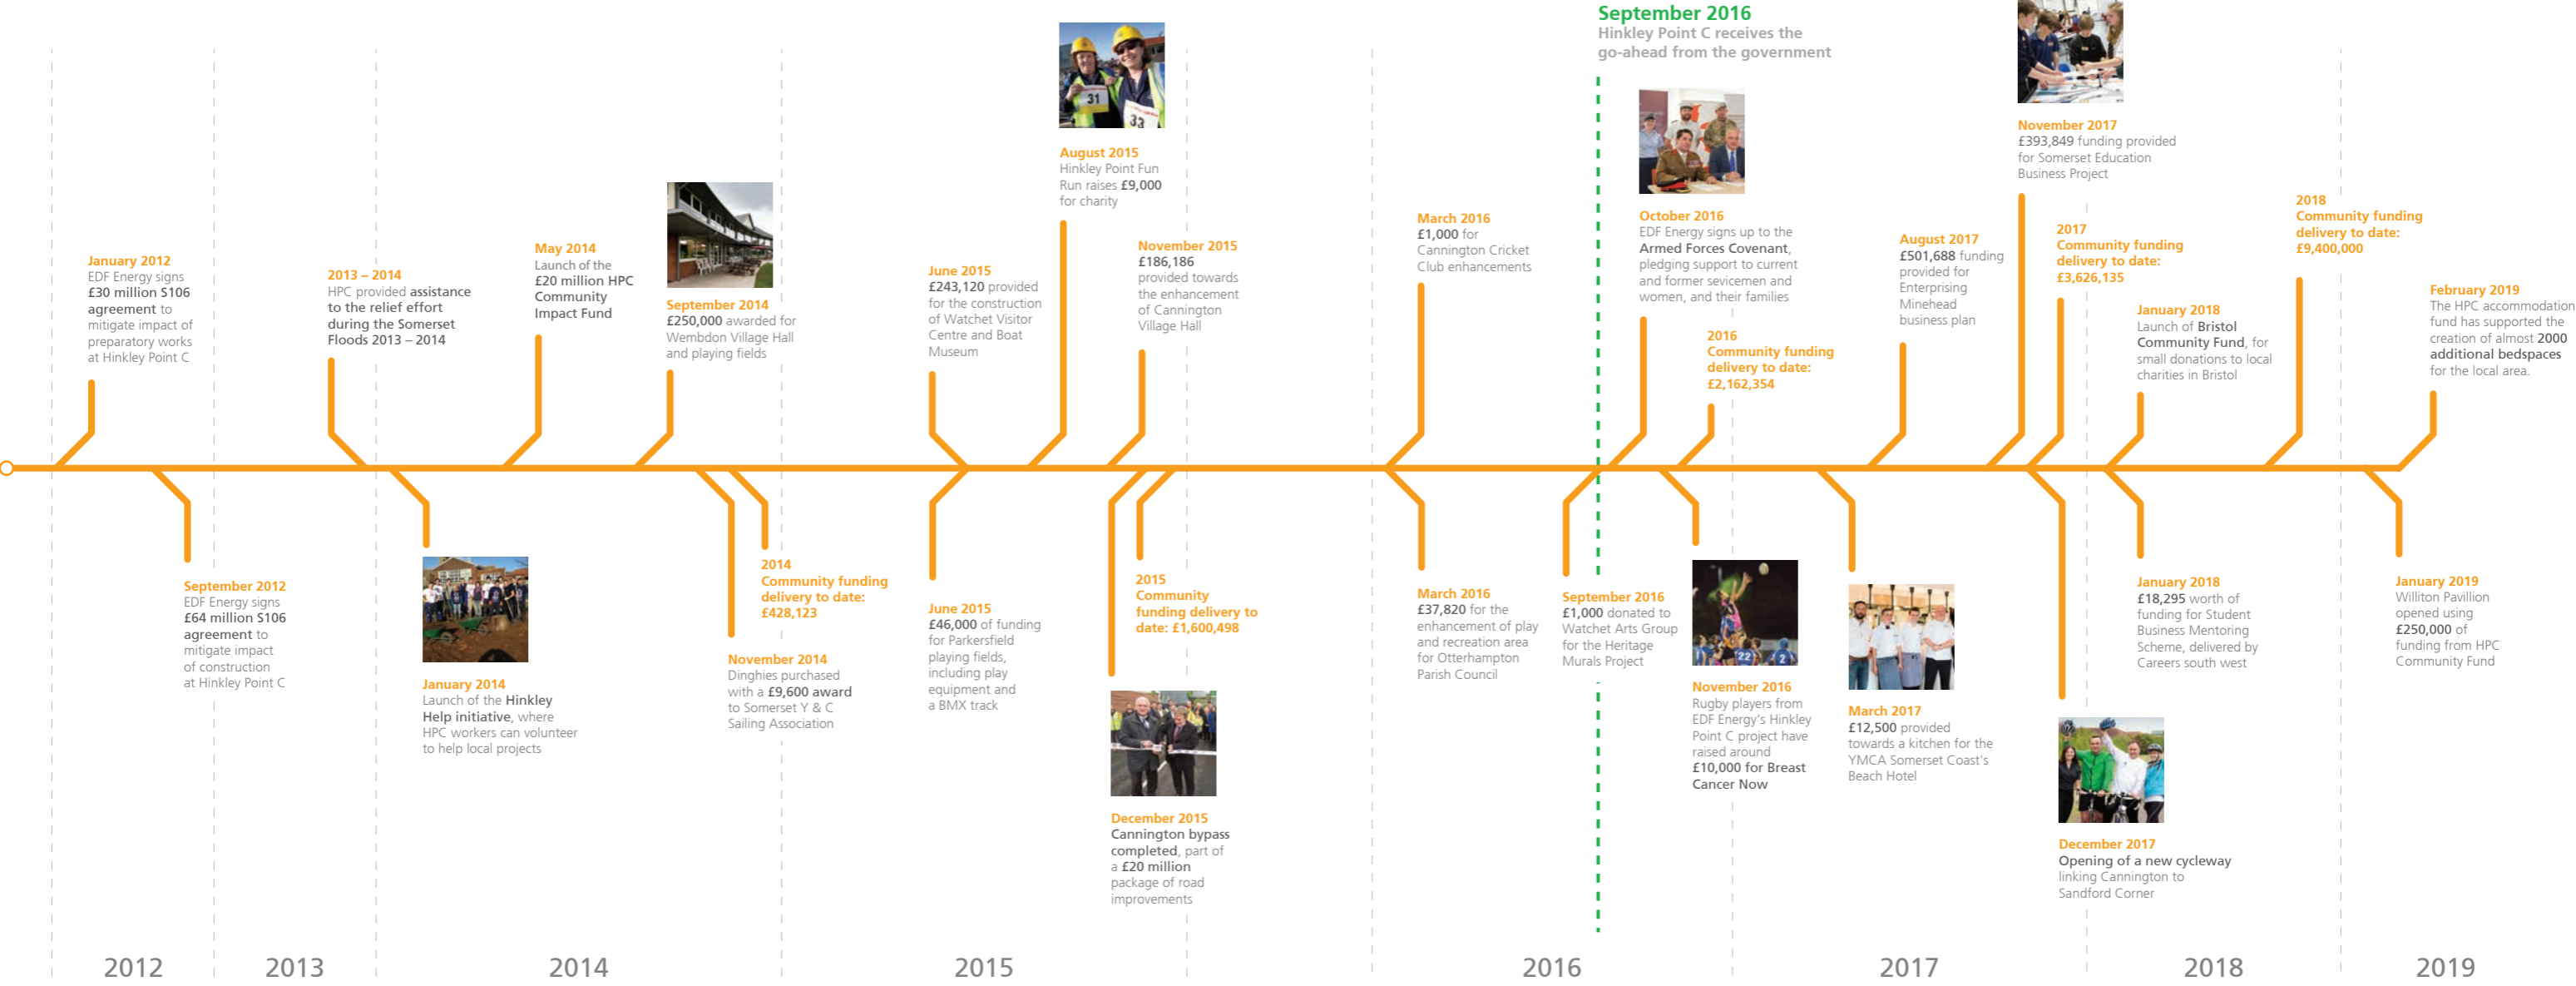 September 2016
Hinkley Point C receives the
go-ahead from the government
January 2012
EDF Energy signs
£30 million S106
agreement to
mitigate impact of
preparatory works
at Hinkley Point C
September 2012
EDF Energy signs
£64 million S106
agreement to
mitigate impact
of construction
at Hinkley Point C
2013 – 2014
HPC provided assistance
to the relief effort
during the Somerset
Floods 2013 – 2014
January 2014
Launch of the Hinkley
Help initiative, where
HPC workers can volunteer
to help local projects
May 2014
Launch of the
£20 million HPC
Community
Impact Fund
September 2014
£250,000 awarded for
Wembdon Village Hall
and playing fields
November 2014
Dinghies purchased
with a £9,600 award
to Somerset Y & C
Sailing Association
2014
Community funding
delivery to date:
£428,123
June 2015
£243,120 provided
for the construction
of Watchet Visitor
Centre and Boat
Museum
June 2015
£46,000 of funding
for Parkersfield
playing fields,
including play
equipment and
a BMX track
31
33
August 2015
Hinkley Point Fun
Run raises £9,000
for charity
November 2015
£186,186
provided towards
the enhancement
of Cannington
Village Hall
2015
Community
funding delivery to
date: £1,600,498
December 2015
Cannington bypass
completed, part of
a £20 million
package of road
improvements
March 2016
£1,000 for
Cannington Cricket
Club enhancements
March 2016
£37,820 for the
enhancement of play
and recreation area
for Otterhampton
Parish Council
September 2016
£1,000 donated to
Watchet Arts Group
for the Heritage
Murals Project
October 2016
EDF Energy signs up to the
Armed Forces Covenant,
pledging support to current
and former sevicemen and
women, and their families
2016
Community funding
delivery to date:
£2,162,354
22
2
November 2016
Rugby players from
EDF Energy's Hinkley
Point C project have
raised around
£10,000 for Breast
Cancer Now
March 2017
£12,500 provided
towards a kitchen for the
YMCA Somerset Coast's
Beach Hotel
August 2017
£501,688 funding
provided for
Enterprising
Minehead
business plan
November 2017
£393,849 funding provided
for Somerset Education
Business Project
2017
Community funding
delivery to date:
£3,626,135
December 2017
Opening of a new cycleway
linking Cannington to
Sandford Corner
January 2018
Launch of Bristol
Community Fund, for
small donations to local
charities in Bristol
January 2018
£18,295 worth of
funding for Student
Business Mentoring
Scheme, delivered by
Careers south west
2018
Community funding
delivery to date:
£9,400,000
January 2019
Williton Pavillion
opened using
£250,000 of
funding from HPC
Community Fund
February 2019
The HPC accommodation
fund has supported the
creation of almost 2000
additional bedspaces
for the local area.
2012
2013
2014
2015
2016
2017
2018
2019